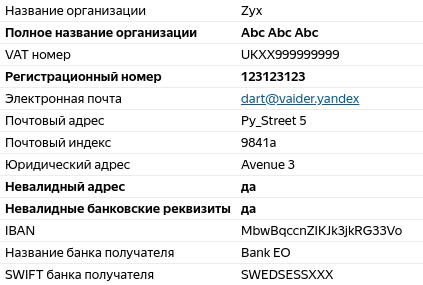 Название организации Zyx
Полное название организации Abc Abc Abc
VAT номер UKXX999999999
Регистрационный номер 123123123
Электронная почта dart@vaider.yandex
Почтовый адрес Py_Street 5
Почтовый индекс 9841a
Юридический адрес Avenue 3
Невалидный адрес да
Невалидные банковские реквизиты да
IBAN MbwBqccnZIKJk3jkRG33Vo
Название банка получателя Bank EO
SWIFT банка получателя SWEDSESSXXX